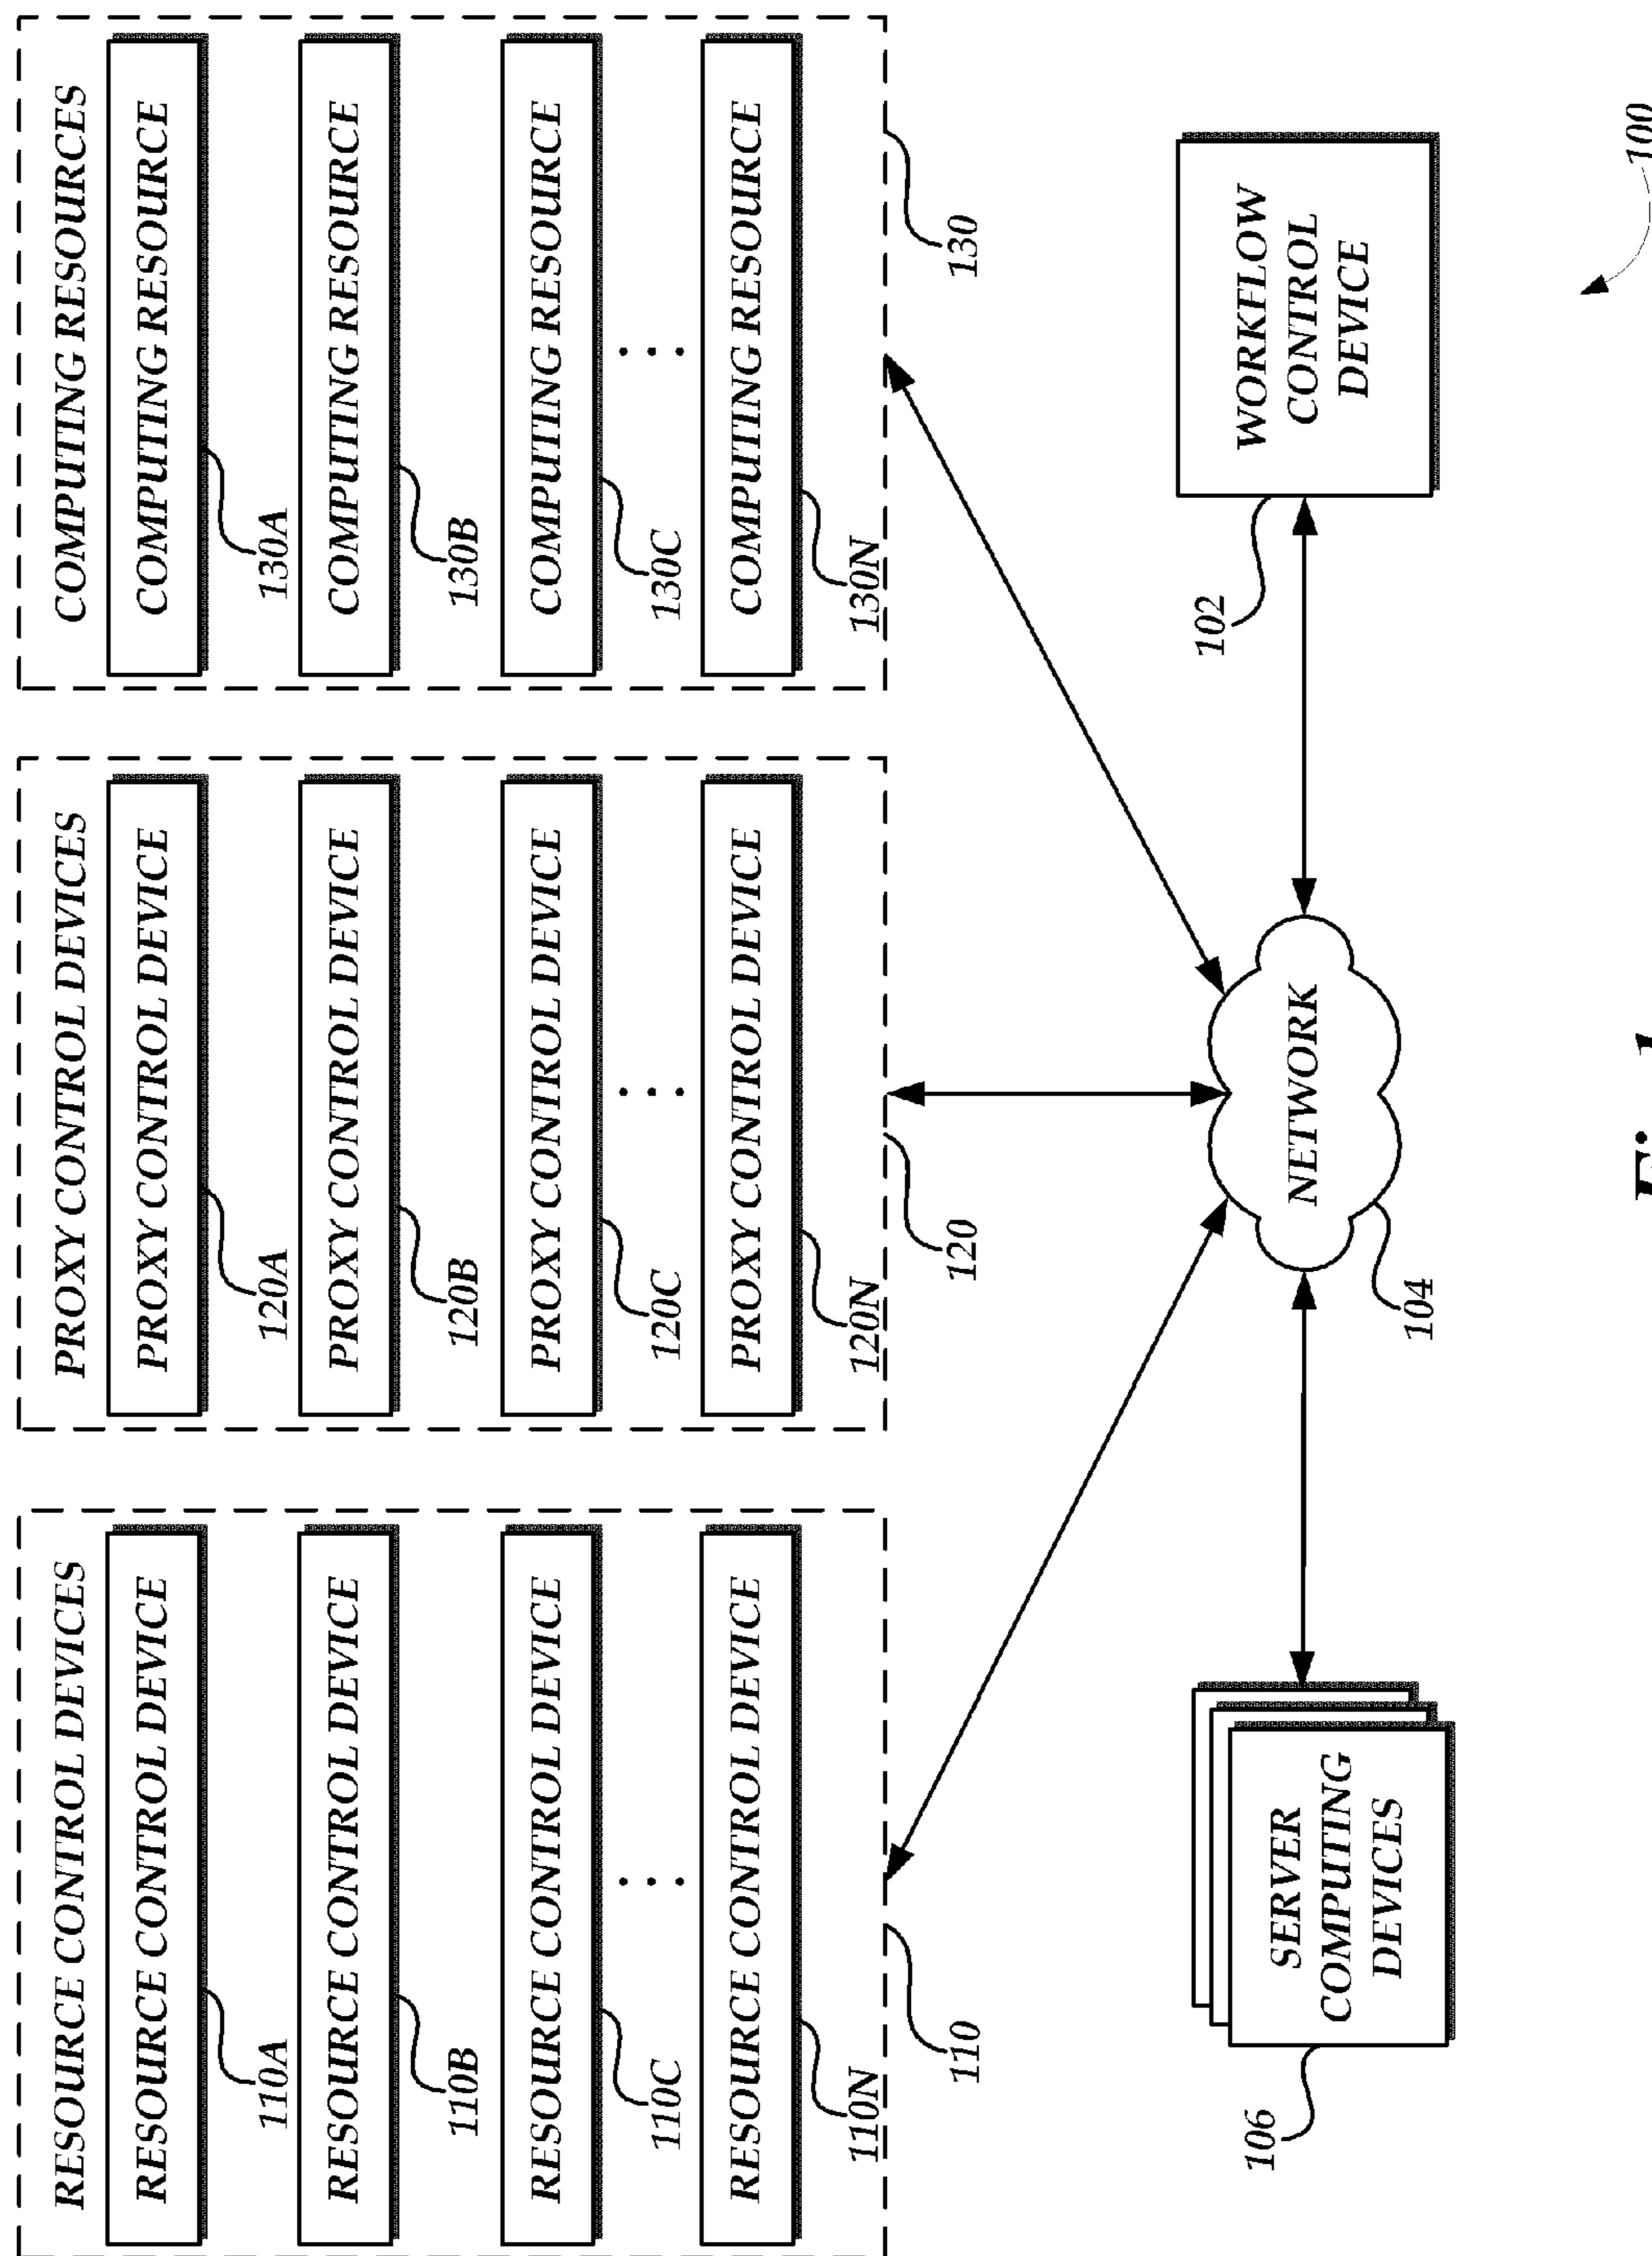 RESOURCE CONTROL DEVICES
RESOURCE CONTROL DEVICE
110A
RESOURCE CONTROL DEVICE
110B
RESOURCE CONTROL DEVICE
110C
RESOURCE CONTROL DEVICE
110N
110
PROXY CONTROL DEVICES
PROXY CONTROL DEVICE
120A
PROXY CONTROL DEVICE
120B
PROXY CONTROL DEVICE
120C
PROXY CONTROL DEVICE
120N
120
COMPUTING RESOURCES
COMPUTING RESOURCE
130A
COMPUTING RESOURCE
130B
COMPUTING RESOURCE
130C
COMPUTING RESOURCE
130N
130
106
SERVER
COMPUTING
DEVICES
NETWORK
104
102
WORKFLOW
CONTROL
DEVICE
100